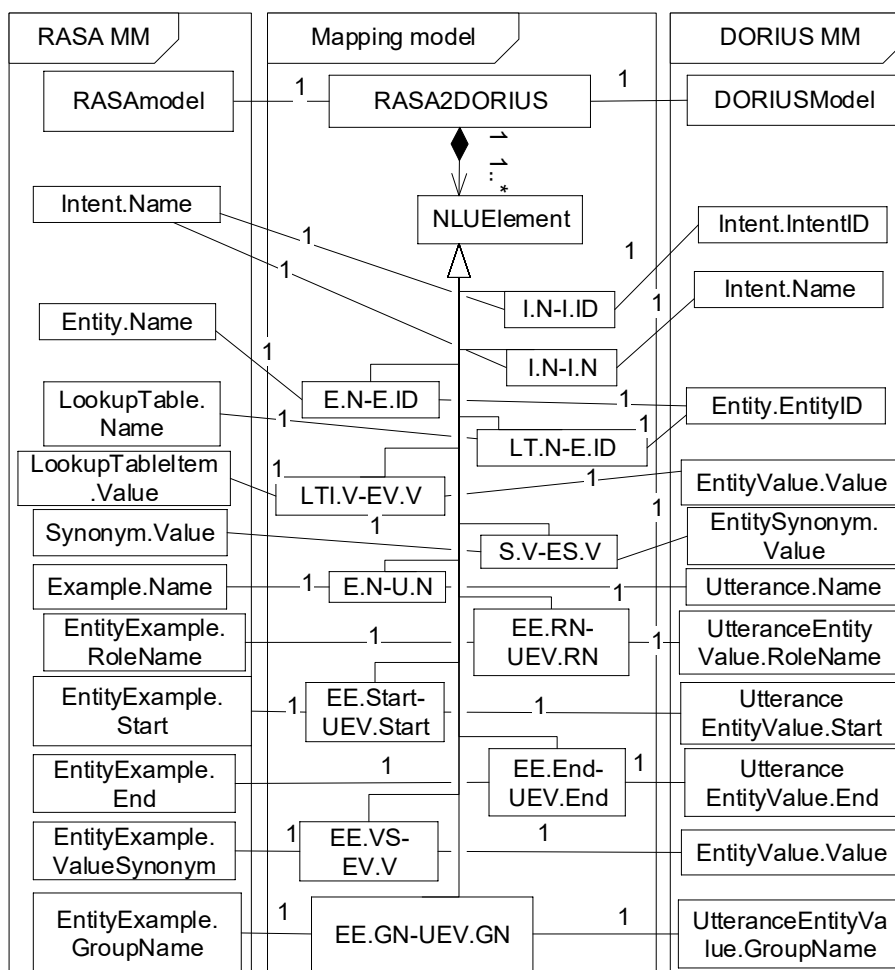 RASA MM
Mapping model
DORIUS MM
RASAmodel
1
RASA2DORIUS
1
DORIUSModel
1
1..*
NLUElement
Intent.Name
1
1
1
I.N-I.ID
Intent.IntentID
1
Intent.Name
I.N-I.N
Entity.Name
1
E.N-E.ID
1
Entity.EntityID
LookupTable.
Name
1
LT.N-E.ID
1
LookupTableItem
.Value
1
LTI.V-EV.V
1
EntityValue.Value
Synonym.Value
1
S.V-ES.V
1
EntitySynonym.
Value
Example.Name
1
E.N-U.N
1
Utterance.Name
EntityExample.
RoleName
1
EE.RN-
UEV.RN
1
UtteranceEntity
Value.RoleName
EntityExample.
Start
1
EE.Start-
UEV.Start
1
Utterance
EntityValue.Start
EntityExample.
End
1
EE.End-
UEV.End
1
Utterance
EntityValue.End
EntityExample.
ValueSynonym
1
EE.VS-
EV.V
1
EntityValue.Value
EntityExample.
GroupName
1
EE.GN-UEV.GN
1
UtteranceEntityVa
lue.GroupName